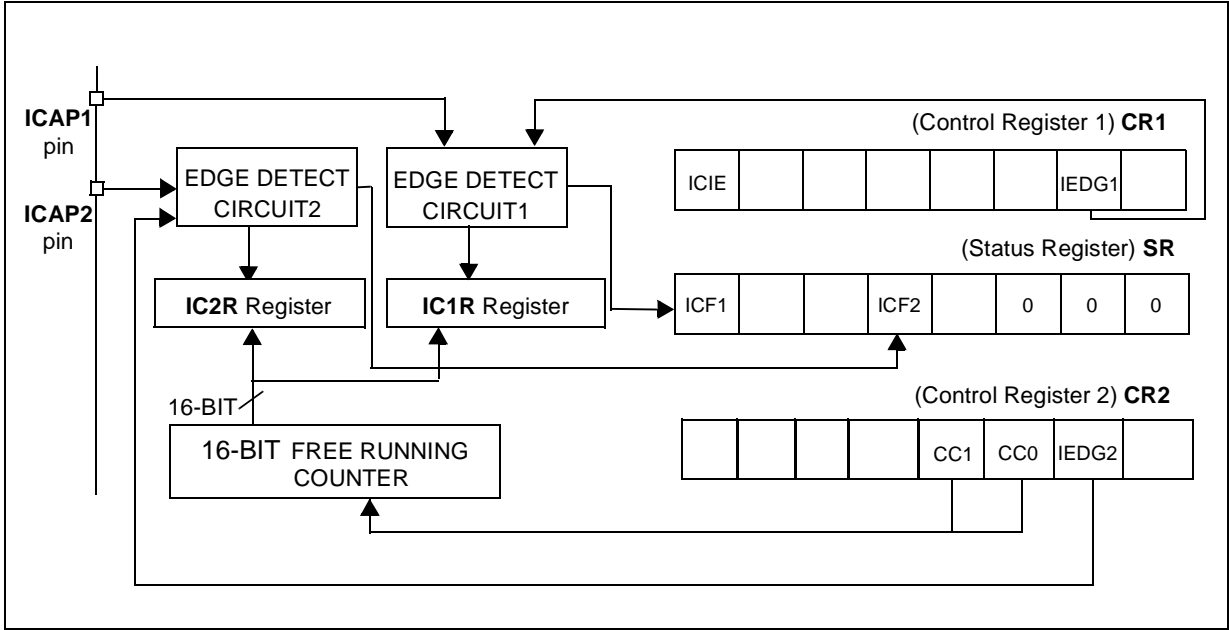 ICAP1
pin
ICAP2
pin
EDGE DETECT
CIRCUIT2
EDGE DETECT
CIRCUIT1
IC2R Register
IC1R Register
16-BIT
16-BIT FREE RUNNING
COUNTER
(Control Register 1) CR1
ICIE
IEDG1
(Status Register) SR
ICF1
ICF2
0
0
0
(Control Register 2) CR2
CC1
CC0
IEDG2